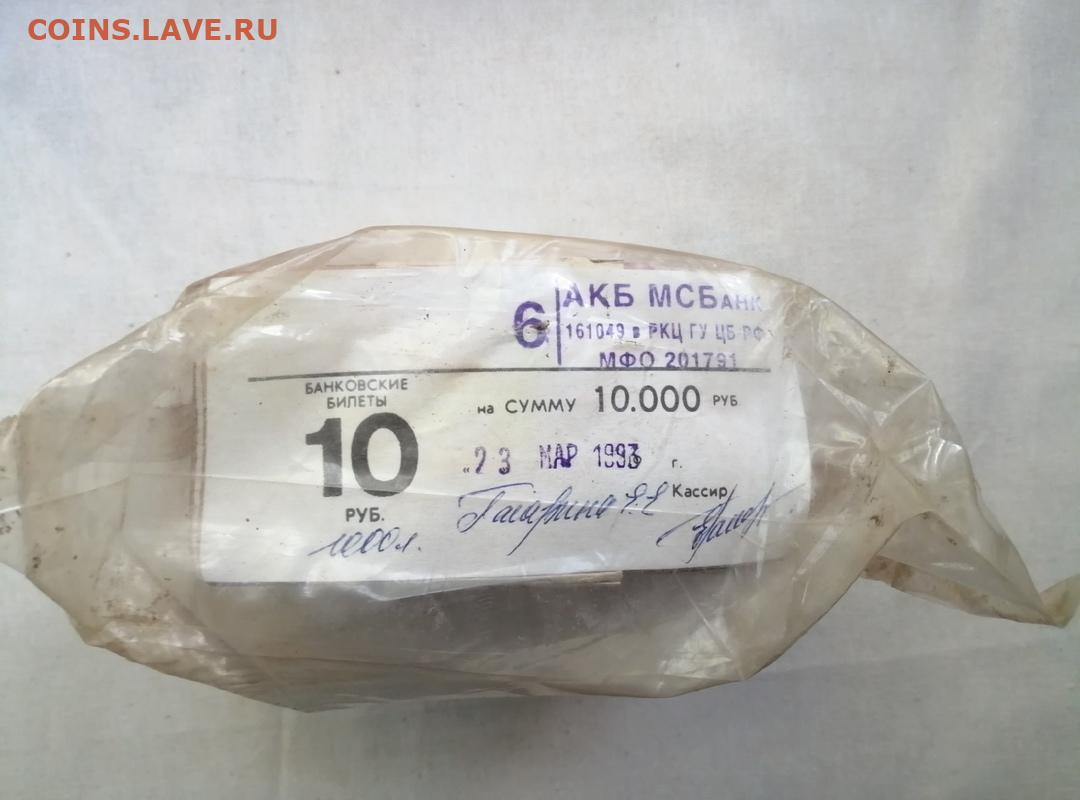 COINS.LAVE.RU
6 АКБ МСБАНК
161049 в РКЦ ГУ ЦБ РФ
МФО 201791
БАНКОВСКИЕ
БИЛЕТЫ
на СУММУ 10.000 РУБ
10
"23 МАР 1993 г.
РУБ.
Кассир
1000л.